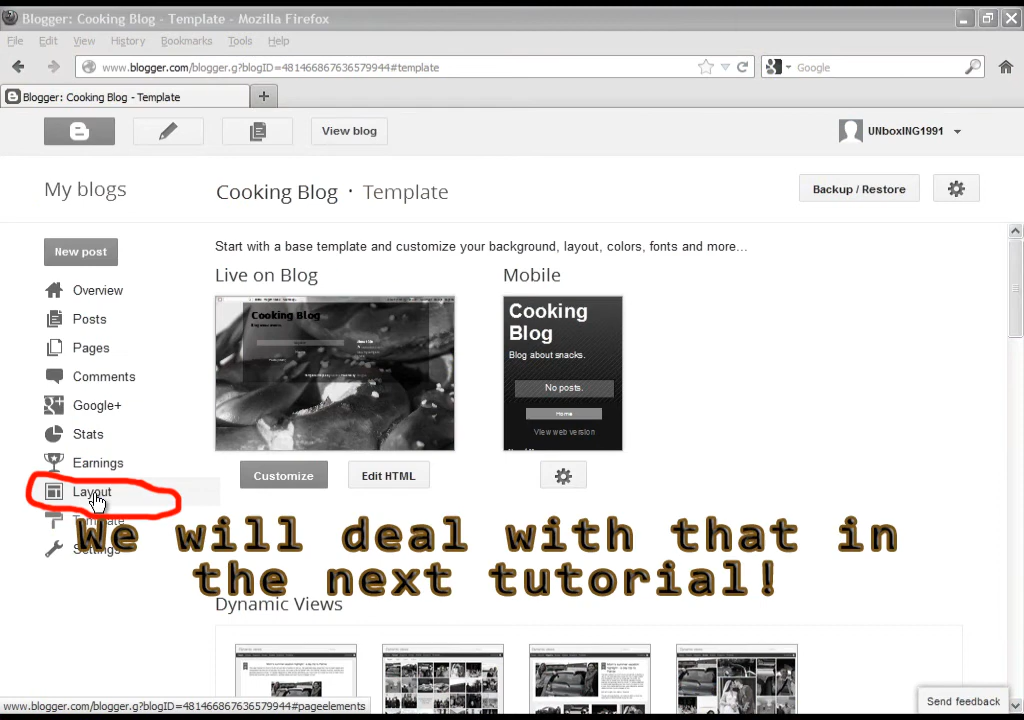 Blogger: Cooking Blog - Template - Mozilla Firefox
File Edit View History Bookmarks Tools Help
www.blogger.com/blogger.g?blogID=481466867636579944#template
Google
Blogger: Cooking Blog - Template
View blog
UNboxING1991
My blogs
Cooking Blog · Template
Backup / Restore
New post
Start with a base template and customize your background, layout, colors, fonts and more...
Overview
Live on Blog
Mobile
Posts
Cooking Blog
Cooking
Blog
Pages
Blog about snacks.
Comments
No posts.
Google+
Home
Stats
View web version
Earnings
Customize
Edit HTML
Layout
Template
Settings
We will deal with that in
the next tutorial!
Dynamic Views
www.blogger.com/blogger.g?blogID=481466867636579944#pageelements
Send feedback